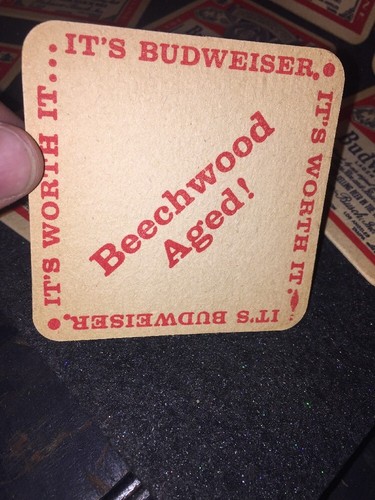 IT'S WORTH IT...
IT'S BUDWEISER.
IT'S WORTH IT...
IT'S BUDWEISER.
Beechwood
Aged!